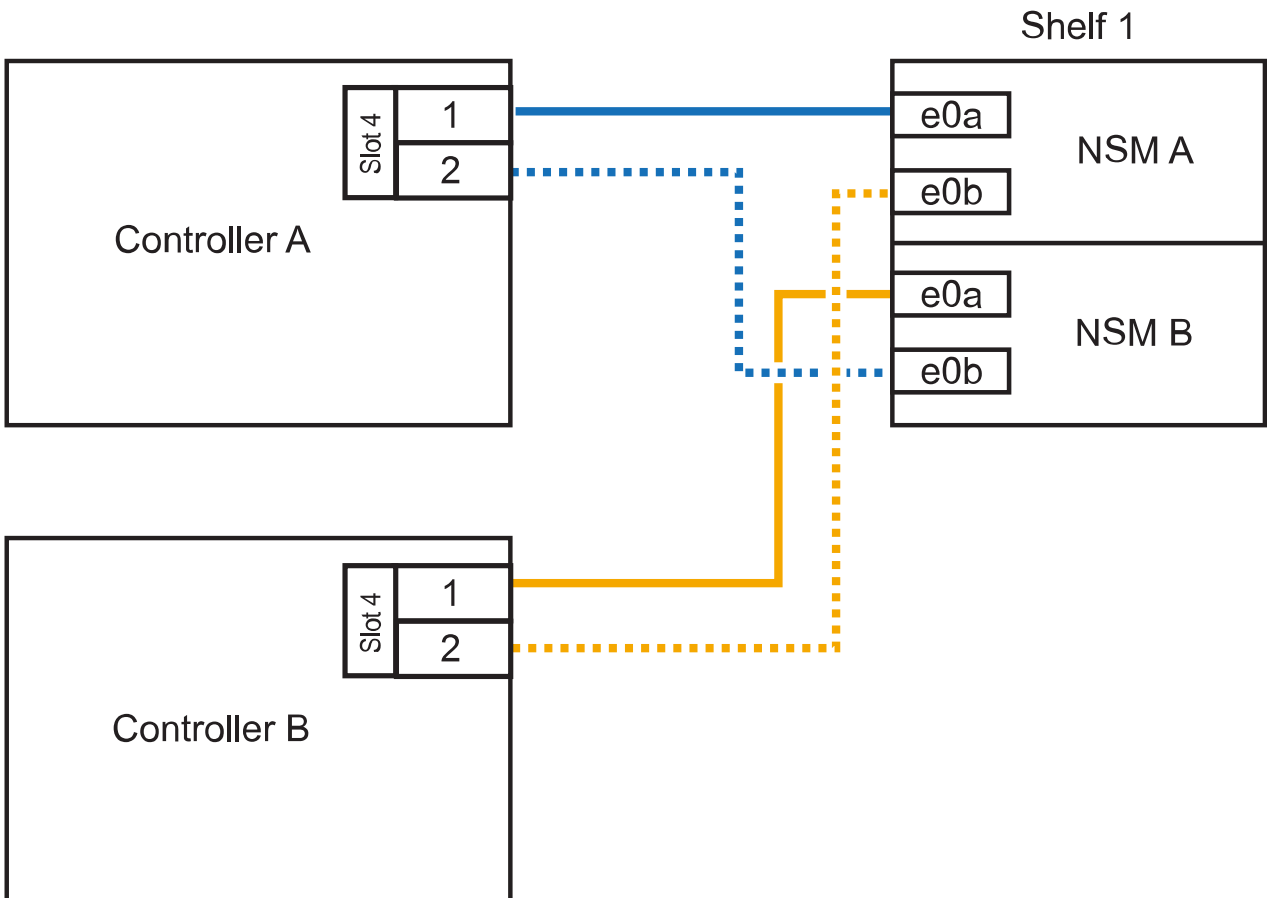 Shelf 1
Slot 4
1
2
Controller A
e0a
e0b
NSM A
e0a
e0b
NSM B
Slot 4
1
2
Controller B